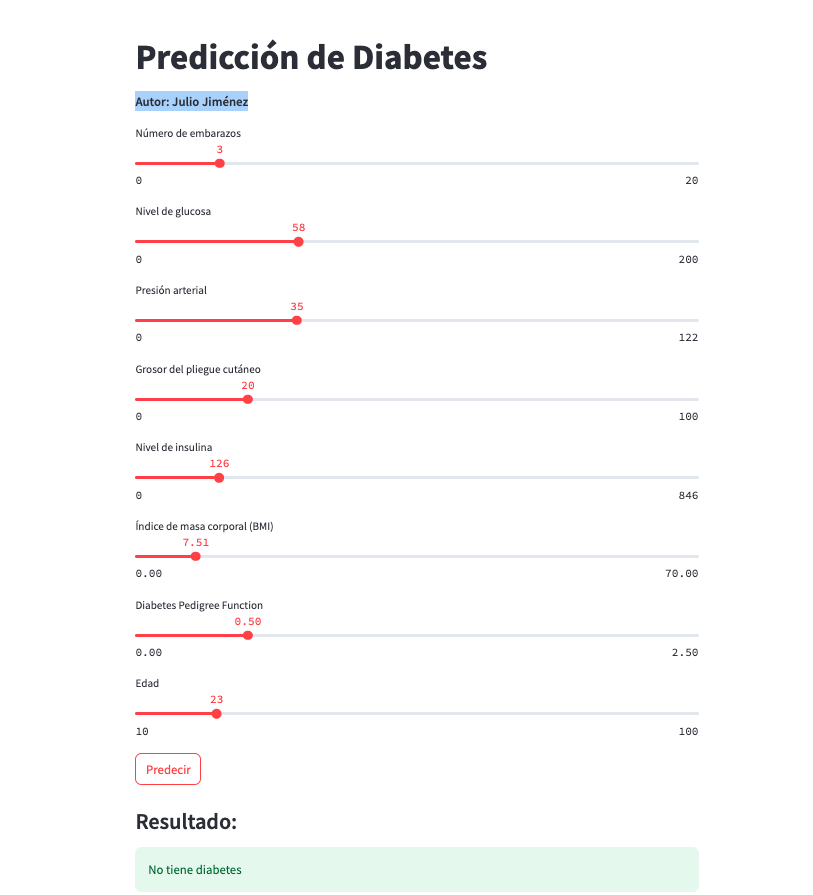 Predicción de Diabetes
Autor: Julio Jiménez
Número de embarazos
3
0 20
Nivel de glucosa
58
0 200
Presión arterial
35
0 122
Grosor del pliegue cutáneo
20
0 100
Nivel de insulina
126
0 846
Índice de masa corporal (BMI)
7.51
0.00 70.00
Diabetes Pedigree Function
0.50
0.00 2.50
Edad
23
10 100
Predecir
Resultado:
No tiene diabetes